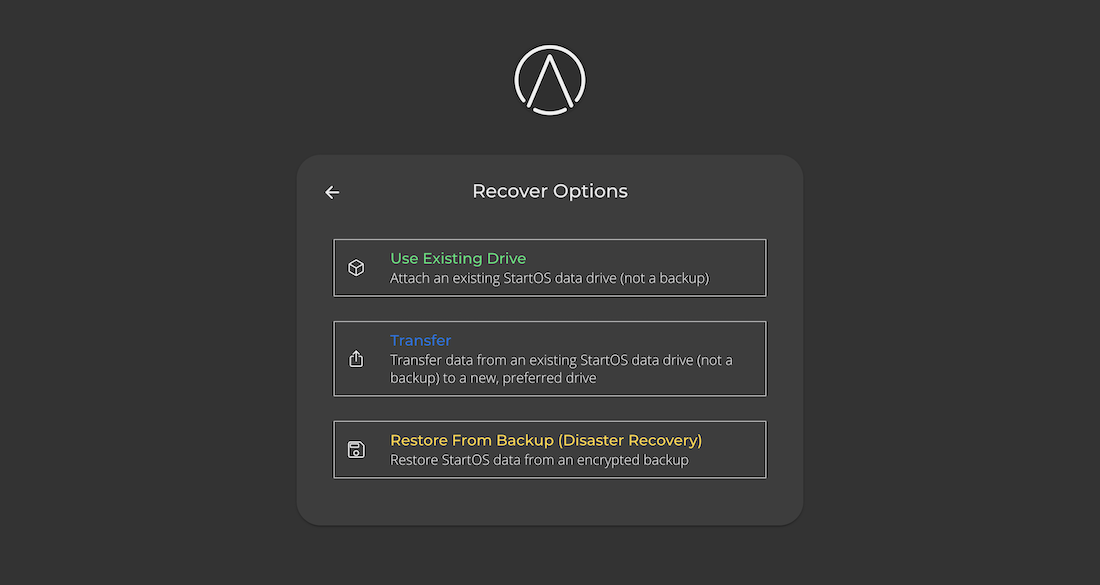 Recover Options
Use Existing Drive
Attach an existing StartOS data drive (not a backup)
Transfer
Transfer data from an existing StartOS data drive (not a
backup) to a new, preferred drive
Restore From Backup (Disaster Recovery)
Restore StartOS data from an encrypted backup